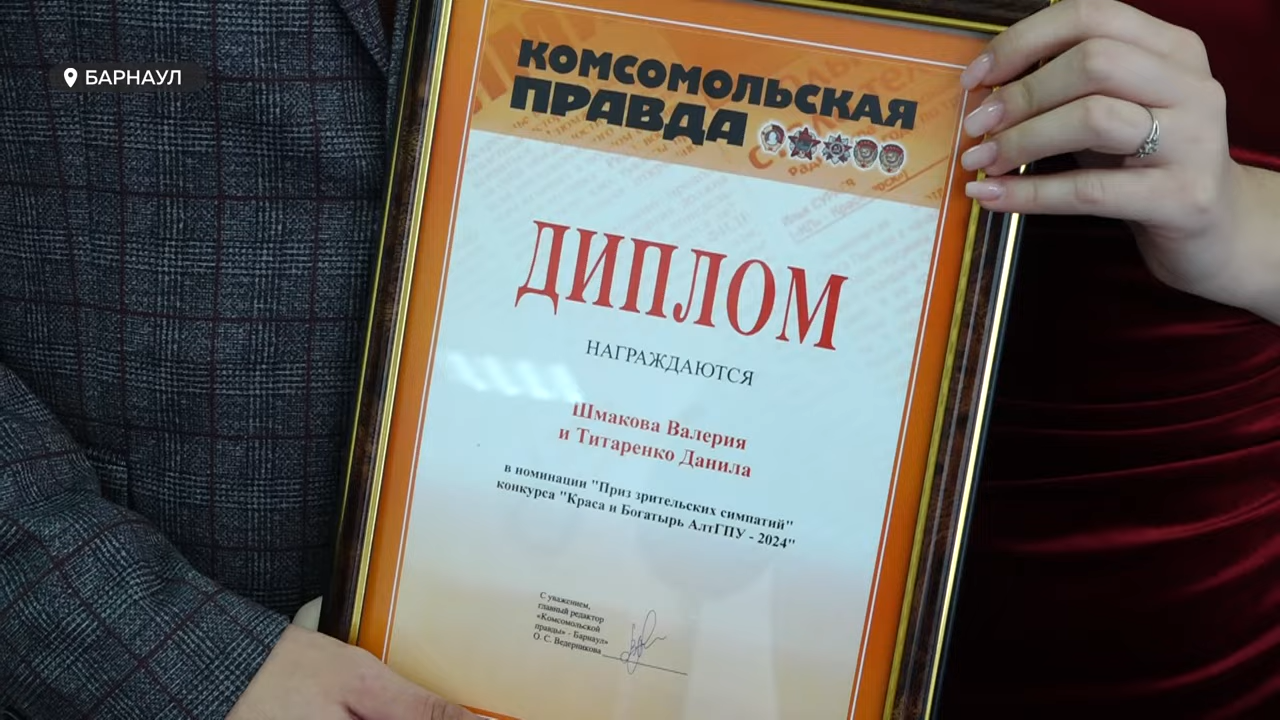 БАРНАУЛ
КОМСОМОЛЬСКАЯ
ПРАВДА
ДИПЛОМ
НАГРАЖДАЮТСЯ
Шмакова Валерия
и Титаренко Данила
в номинации "Приз зрительских симпатий"
конкурса "Краса и Богатырь АлтГПУ - 2024"
С уважением,
главный редактор
«Комсомольской
правды» - Барнаул»
О. С. Ведерникова